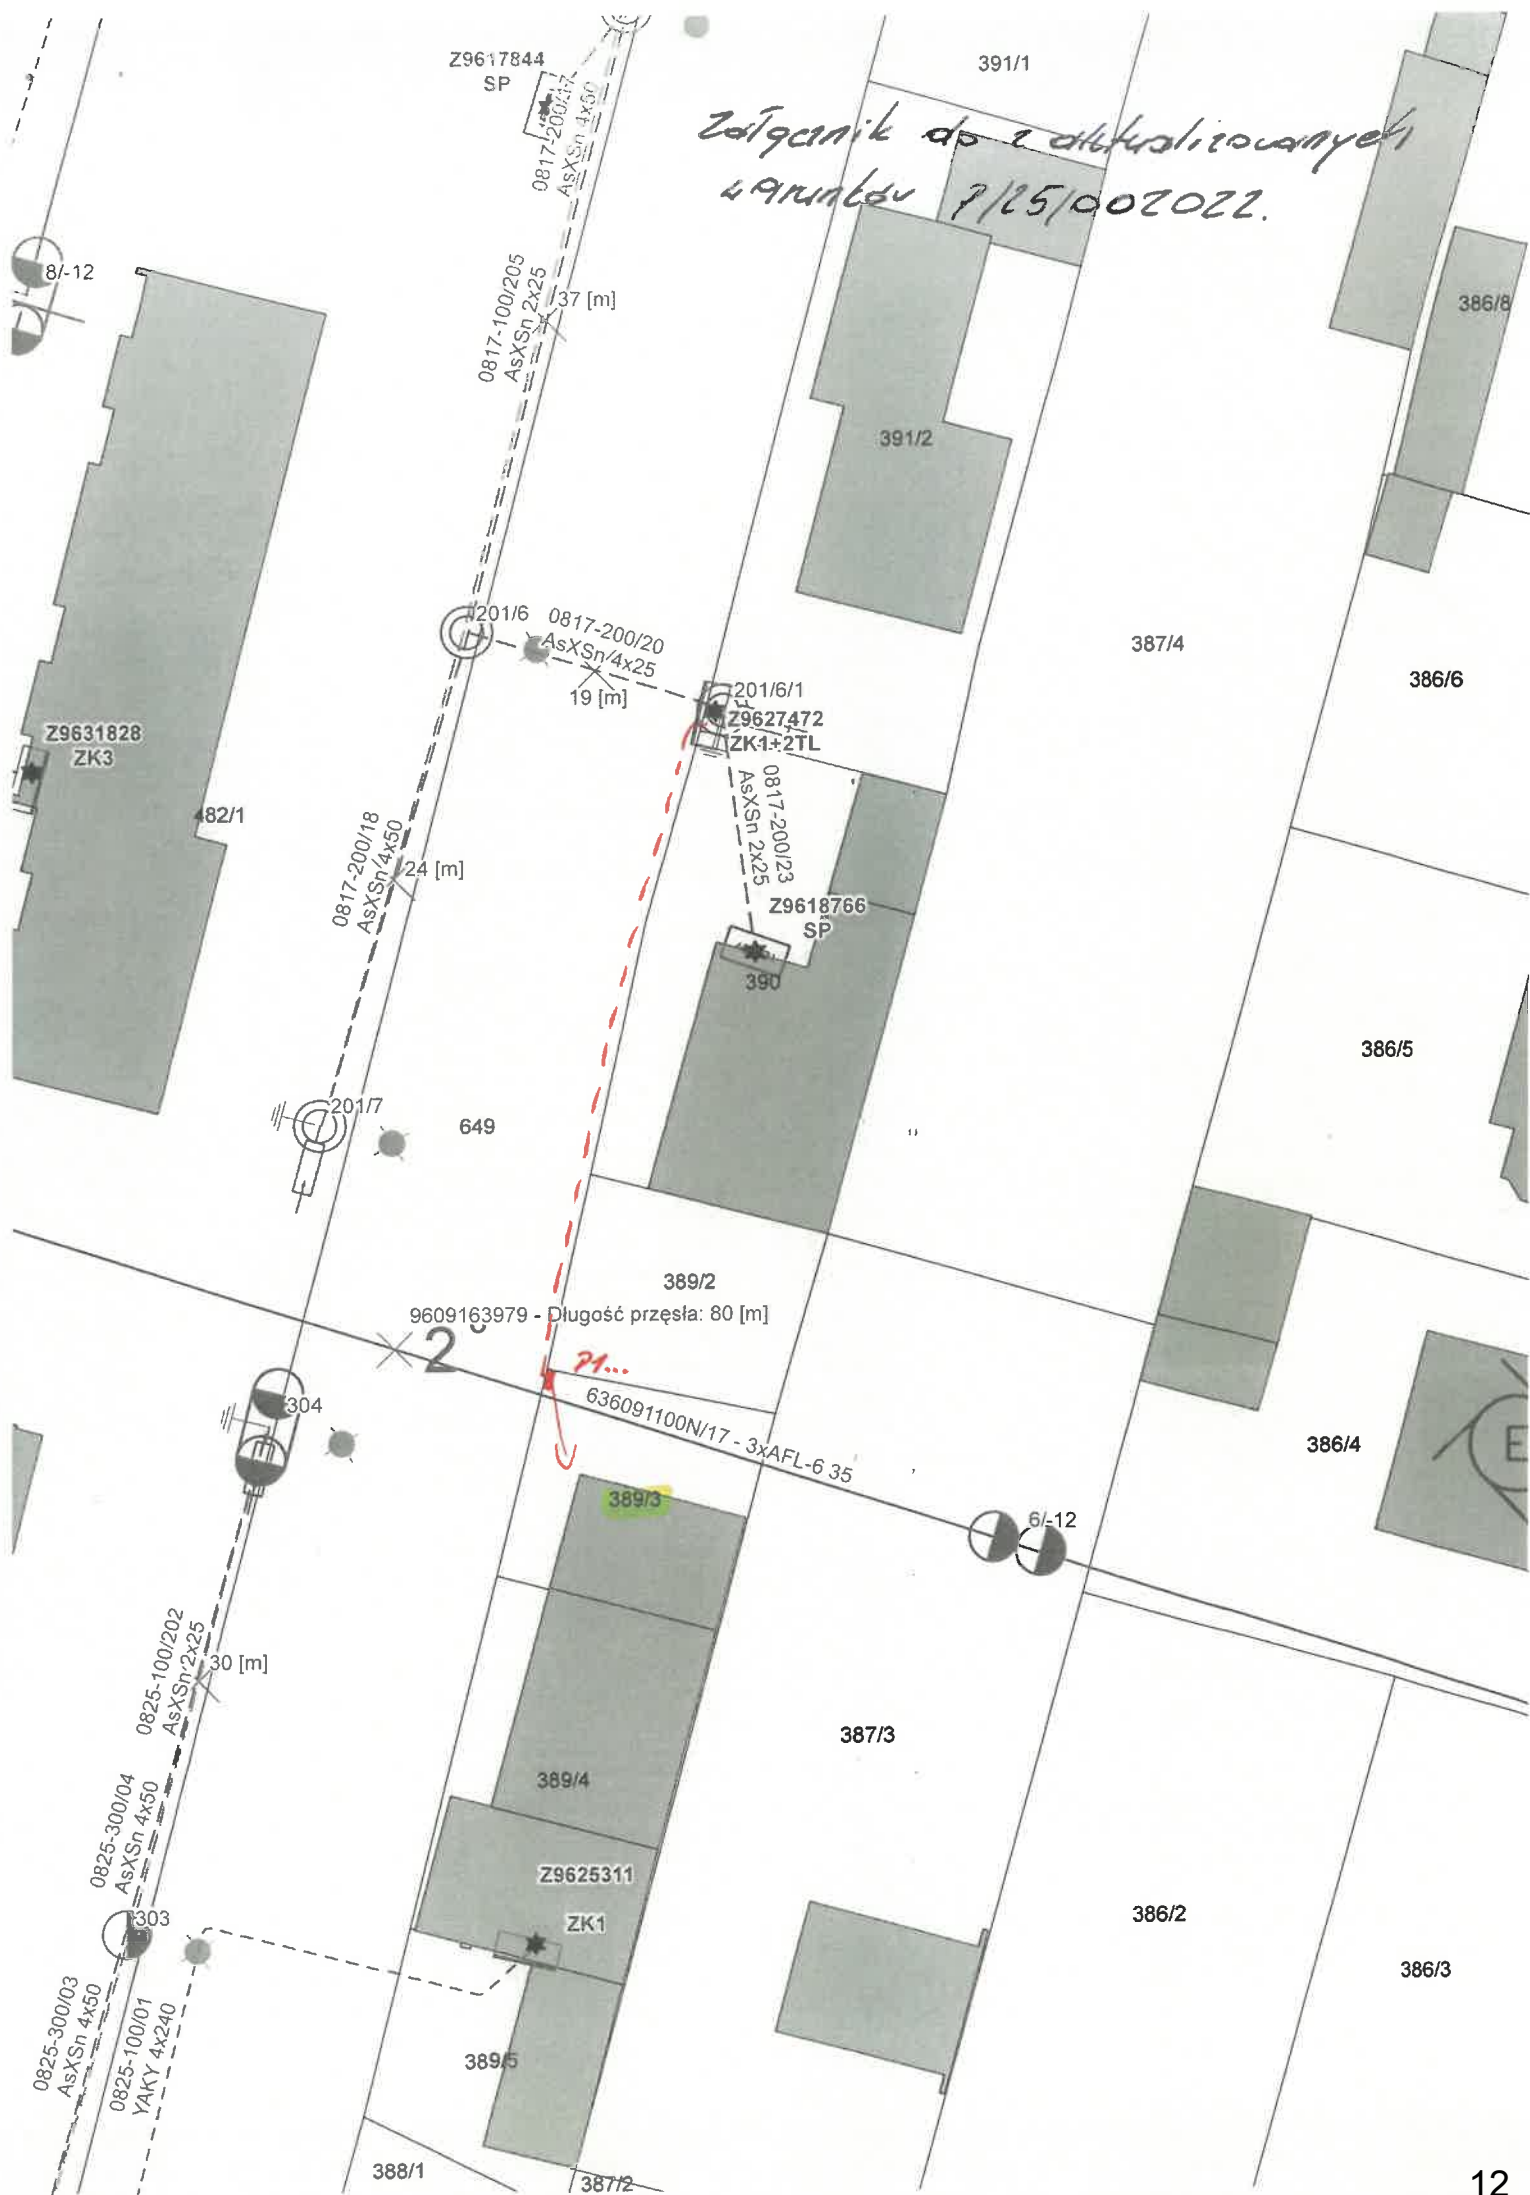 391/1
Z9617844
SP
Załącznik do zaktualizowanych
warunków P/25/002022.
0817-200/17
AsXSn 4x50
8/-12
0817-100/205
AsXSn 2x25
37 [m]
386/8
391/2
201/6
0817-200/20
AsXSn 4x25
19 [m]
387/4
386/6
201/6/1
Z9627472
ZK1+2TL
Z9631828
ZK3
482/1
0817-200/18
AsXSn 4x50
24 [m]
0817-200/23
AsXSn 2x25
Z9618766
SP
390
386/5
201/7
649
389/2
9609163979 - Długość przęsła: 80 [m]
2
P1...
636091100N/17 - 3xAFL-6 35
304
386/4
E
389/3
6/-12
0825-100/202
AsXSn 2x25
30 [m]
387/3
389/4
0825-300/04
AsXSn 4x50
Z9625311
ZK1
303
386/2
386/3
0825-300/03
AsXSn 4x50
0825-100/01
YAKY 4x240
389/5
388/1
387/2
12